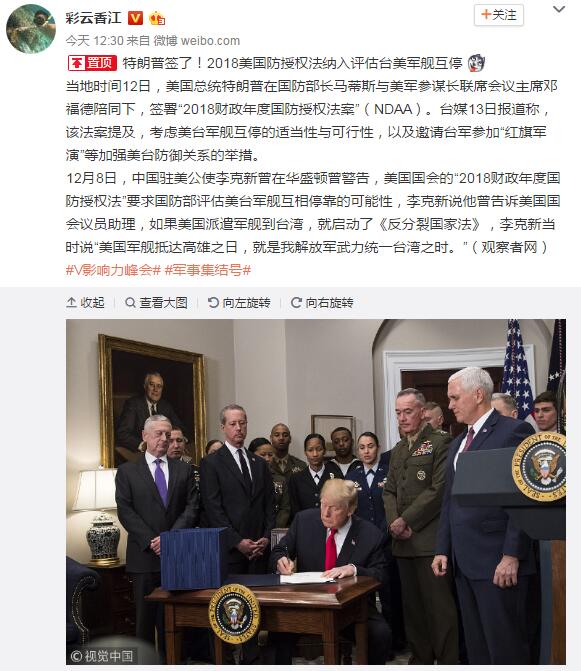 彩云香江
+关注
今天 12:30 来自 微博 weibo.com
置顶 特朗普签了！2018美国防授权法纳入评估台美军舰互停
当地时间12日，美国总统特朗普在国防部长马蒂斯与美军参谋长联席会议主席邓
福德陪同下，签署“2018财政年度国防授权法案”（NDAA）。台媒13日报道称，
该法案提及，考虑美台军舰互停的适当性与可行性，以及邀请台军参加“红旗军
演”等加强美台防御关系的举措。
12月8日，中国驻美公使李克新曾在华盛顿曾警告，美国国会的“2018财政年度国
防授权法”要求国防部评估美台军舰互相停靠的可能性，李克新说他曾告诉美国国
会议员助理，如果美国派遣军舰到台湾，就启动了《反分裂国家法》，李克新当
时说“美国军舰抵达高雄之日，就是我解放军武力统一台湾之时。”（观察者网）
#V影响力峰会# #军事集结号#
收起 查看大图 向左旋转 向右旋转
©视觉中国